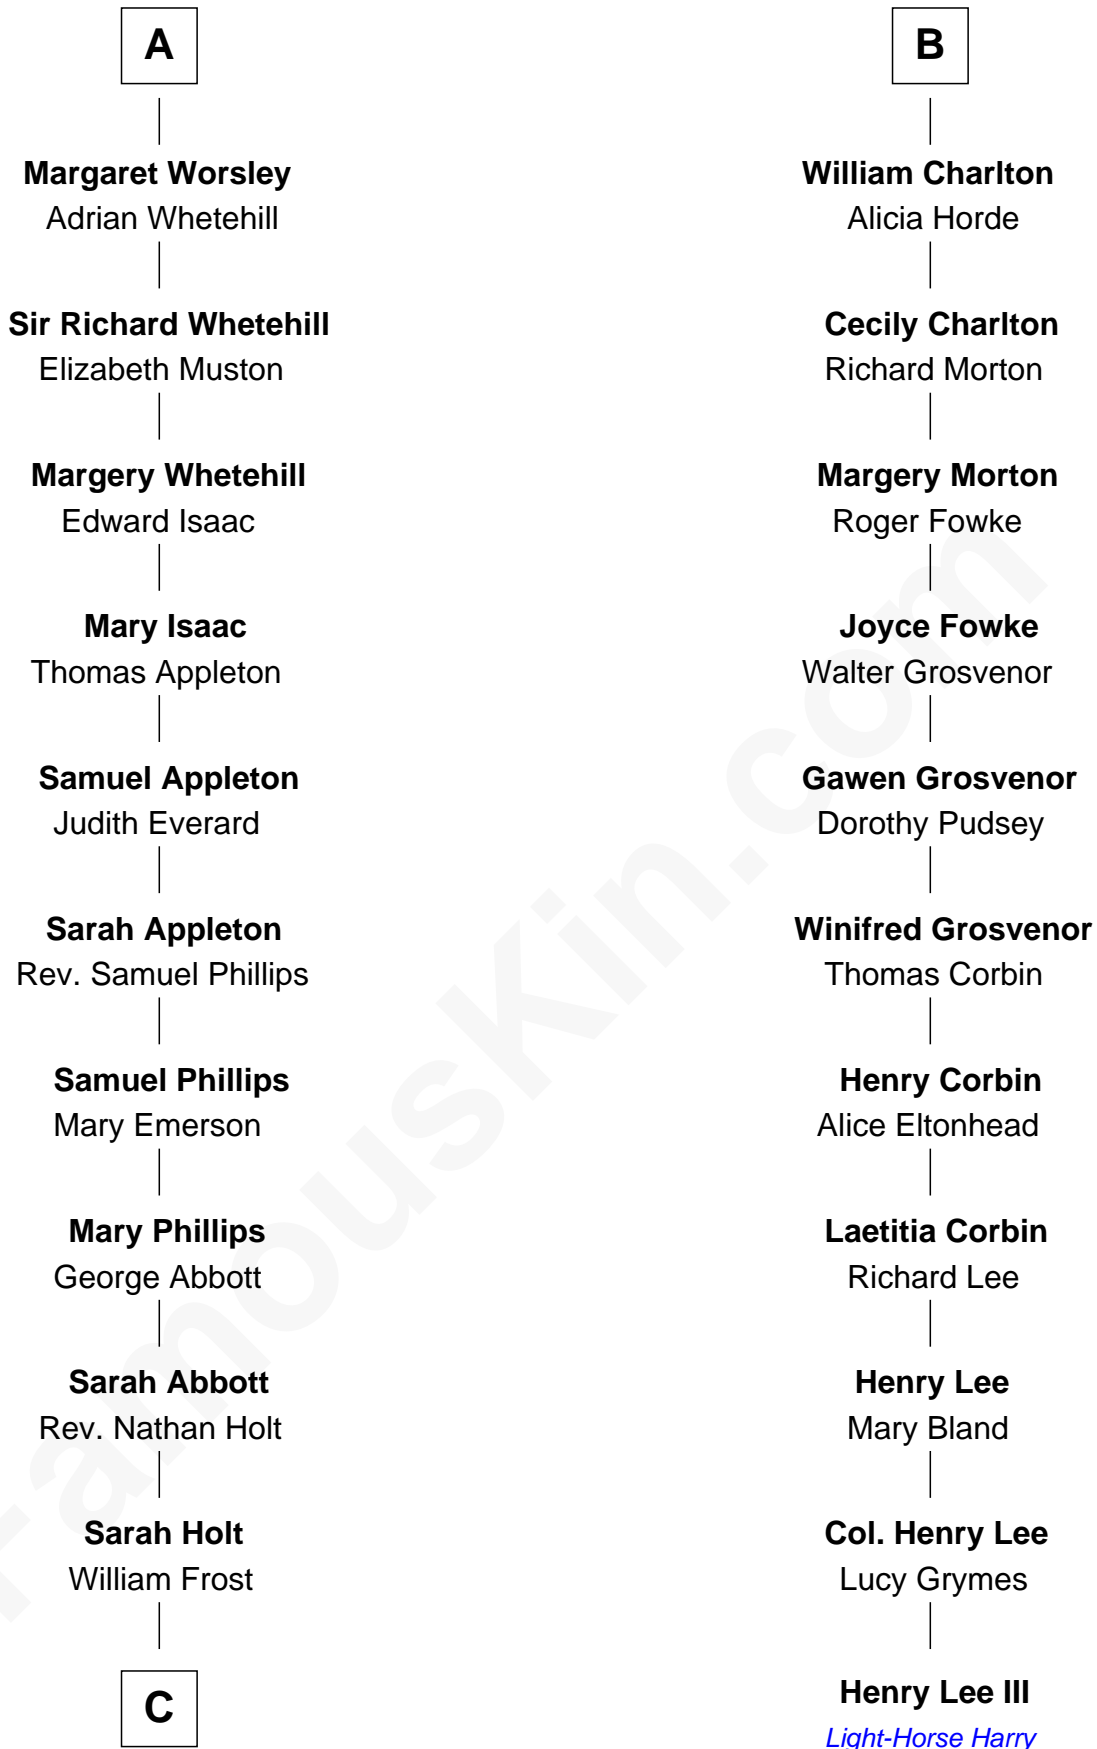 A
Margaret Worsley
Adrian Whetehill
Sir Richard Whetehill
Elizabeth Muston
Margery Whetehill
Edward Isaac
Mary Isaac
Thomas Appleton
Samuel Appleton
Judith Everard
Sarah Appleton
Rev. Samuel Phillips
Samuel Phillips
Mary Emerson
Mary Phillips
George Abbott
Sarah Abbott
Rev. Nathan Holt
Sarah Holt
William Frost
C
B
William Charlton
Alicia Horde
Cecily Charlton
Richard Morton
Margery Morton
Roger Fowke
Joyce Fowke
Walter Grosvenor
Gawen Grosvenor
Dorothy Pudsey
Winifred Grosvenor
Thomas Corbin
Henry Corbin
Alice Eltonhead
Laetitia Corbin
Richard Lee
Henry Lee
Mary Bland
Col. Henry Lee
Lucy Grymes
Henry Lee III
Light-Horse Harry
FamousKin.com